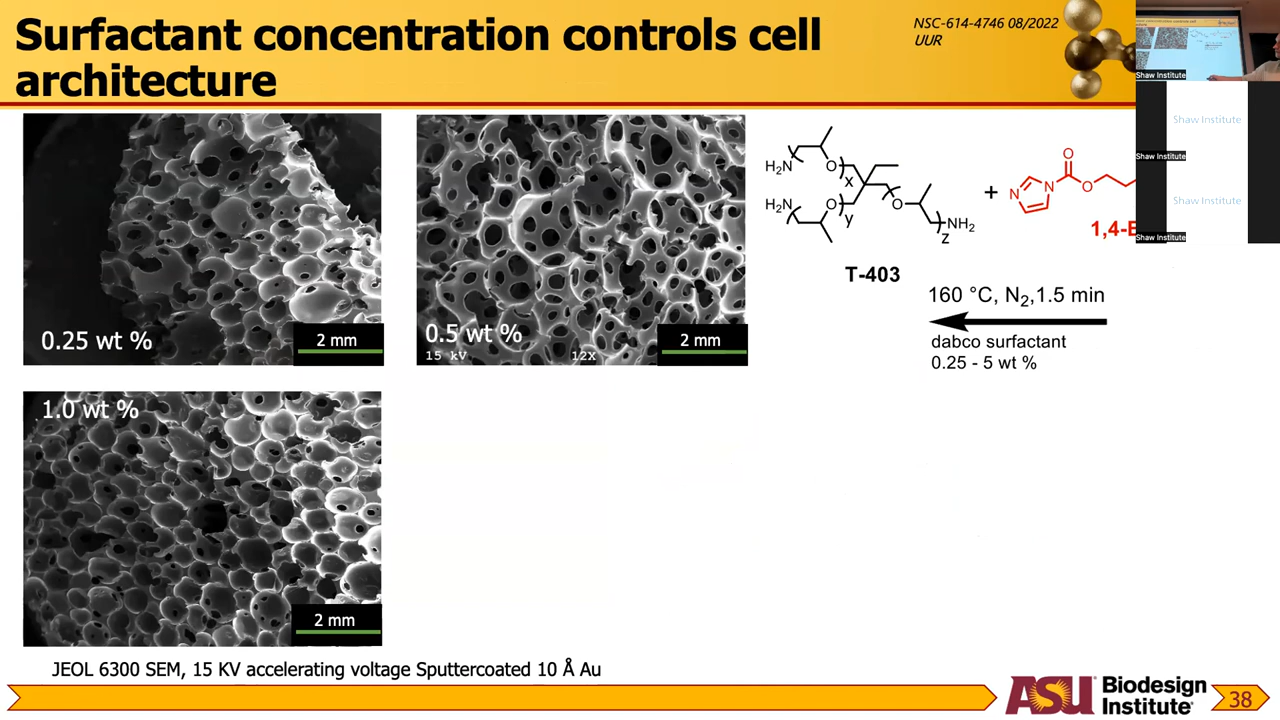 Surfactant concentration controls cell
architecture
NSC-614-4746 08/2022
UUR
Shaw Institute
Shaw Institute
Shaw Institute
Shaw Institute
Shaw Institute
0.25 wt %
2 mm
0.5 wt %
15 kV
12X
2 mm
1.0 wt %
2 mm
H₂N
O
x
H₂N
O
y
O
NH₂
z
T-403
+
N
N
O
O
1,4-
160 °C, N₂,1.5 min
dabco surfactant
0.25 - 5 wt %
JEOL 6300 SEM, 15 KV accelerating voltage Sputtercoated 10 Å Au
ASU Biodesign
Institute
38